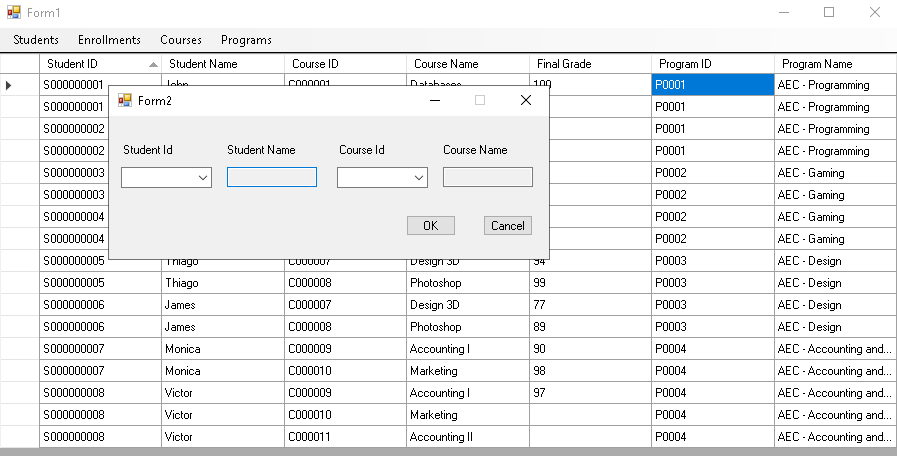 Form1
Students Enrollments Courses Programs
Student ID Student Name Course ID Course Name Final Grade Program ID Program Name
S000000001 John C000001 Databases 100 P0001 AEC - Programming
Form2
S000000001 P0001 AEC - Programming
S000000002 P0001 AEC - Programming
Student Id Student Name Course Id Course Name
S000000002 P0001 AEC - Programming
S000000003 P0002 AEC - Gaming
S000000003 P0002 AEC - Gaming
S000000004 P0002 AEC - Gaming
OK Cancel
S000000004 P0002 AEC - Gaming
S000000005 Thiago C000007 Design 3D 94 P0003 AEC - Design
S000000005 Thiago C000008 Photoshop 99 P0003 AEC - Design
S000000006 James C000007 Design 3D 77 P0003 AEC - Design
S000000006 James C000008 Photoshop 89 P0003 AEC - Design
S000000007 Monica C000009 Accounting I 90 P0004 AEC - Accounting and...
S000000007 Monica C000010 Marketing 98 P0004 AEC - Accounting and...
S000000008 Victor C000009 Accounting I 97 P0004 AEC - Accounting and...
S000000008 Victor C000010 Marketing P0004 AEC - Accounting and...
S000000008 Victor C000011 Accounting II P0004 AEC - Accounting and...